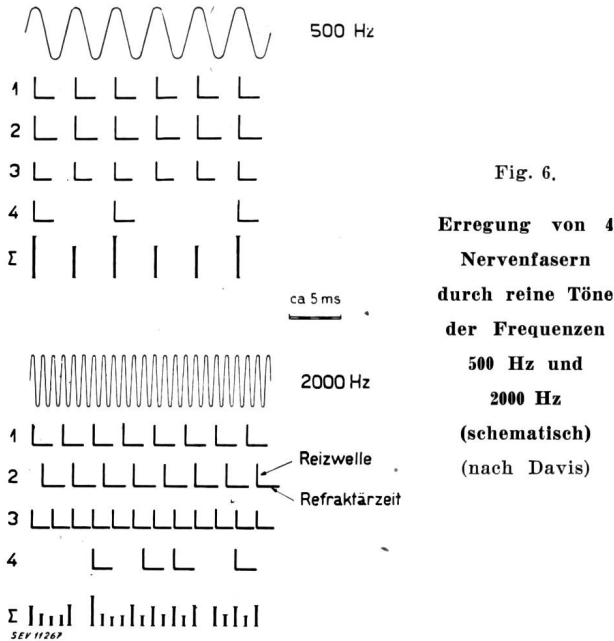 500 Hz
1
2
3
4
Σ
ca 5 ms
2000 Hz
1
Reizwelle
2
Refraktärzeit
3
4
Σ
SEV 11267
Fig. 6.
Erregung von 4
Nervenfasern
durch reine Töne
der Frequenzen
500 Hz und
2000 Hz
(schematisch)
(nach Davis)